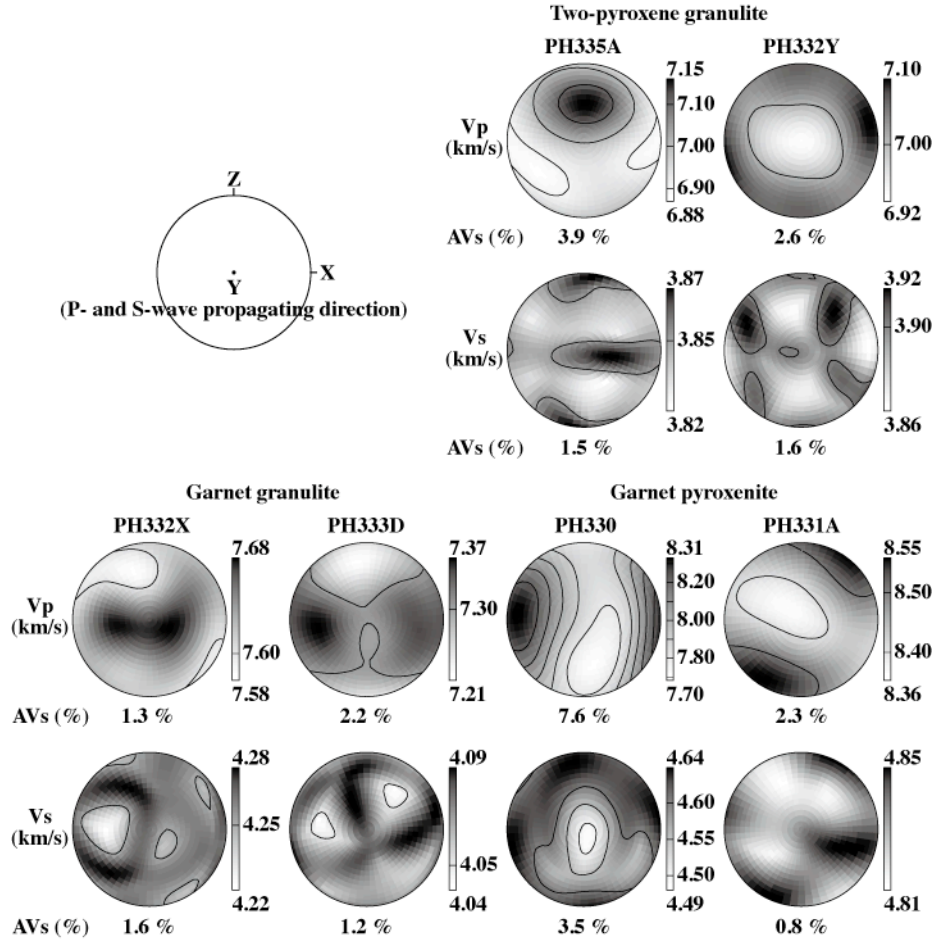 Two-pyroxene granulite
PH335A PH332Y
Vp
(km/s)
7.15
7.10
7.00
6.90
6.88
7.10
7.00
6.92
AVs (%) 3.9 % 2.6 %
Z
X
Y
(P- and S-wave propagating direction)
Vs
(km/s)
3.87
3.85
3.82
3.92
3.90
3.86
AVs (%) 1.5 % 1.6 %
Garnet granulite Garnet pyroxenite
PH332X PH333D PH330 PH331A
Vp
(km/s)
7.68
7.60
7.58
7.37
7.30
7.21
8.31
8.20
8.00
7.80
7.70
8.55
8.50
8.40
8.36
AVs (%) 1.3 % 2.2 % 7.6 % 2.3 %
Vs
(km/s)
4.28
4.25
4.22
4.09
4.05
4.04
4.64
4.60
4.55
4.50
4.49
4.85
4.81
AVs (%) 1.6 % 1.2 % 3.5 % 0.8 %